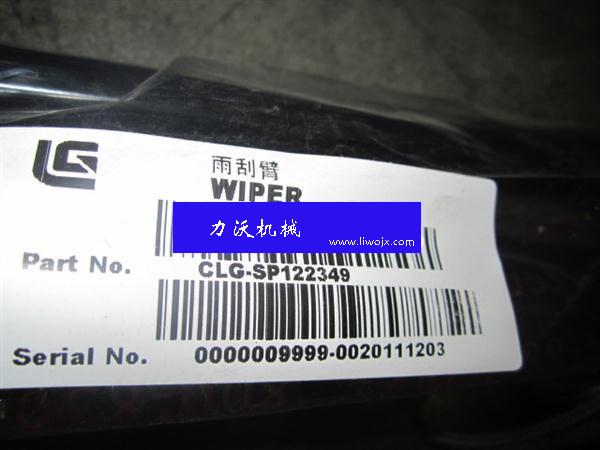 雨刮臂
WIPER
力沃机械
www.liwojx.com
Part No.
CLG-SP122349
Serial No. 0000009999-0020111203